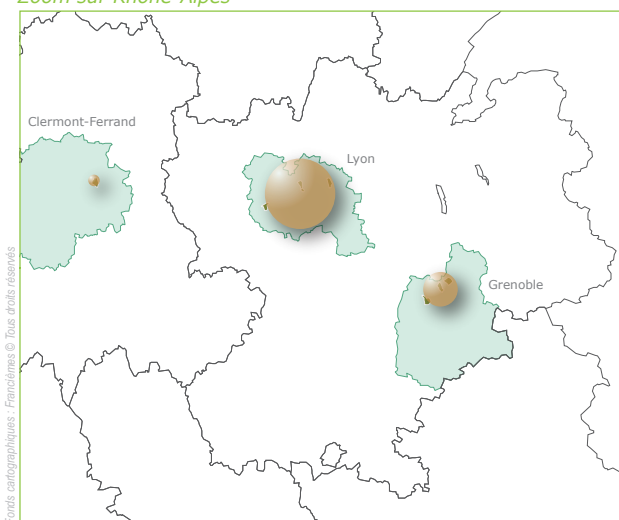 Zoom sur Rhône-Alpes
Clermont-Ferrand
Lyon
Grenoble
Fonds cartographiques : Francièmes © Tous droits réservés